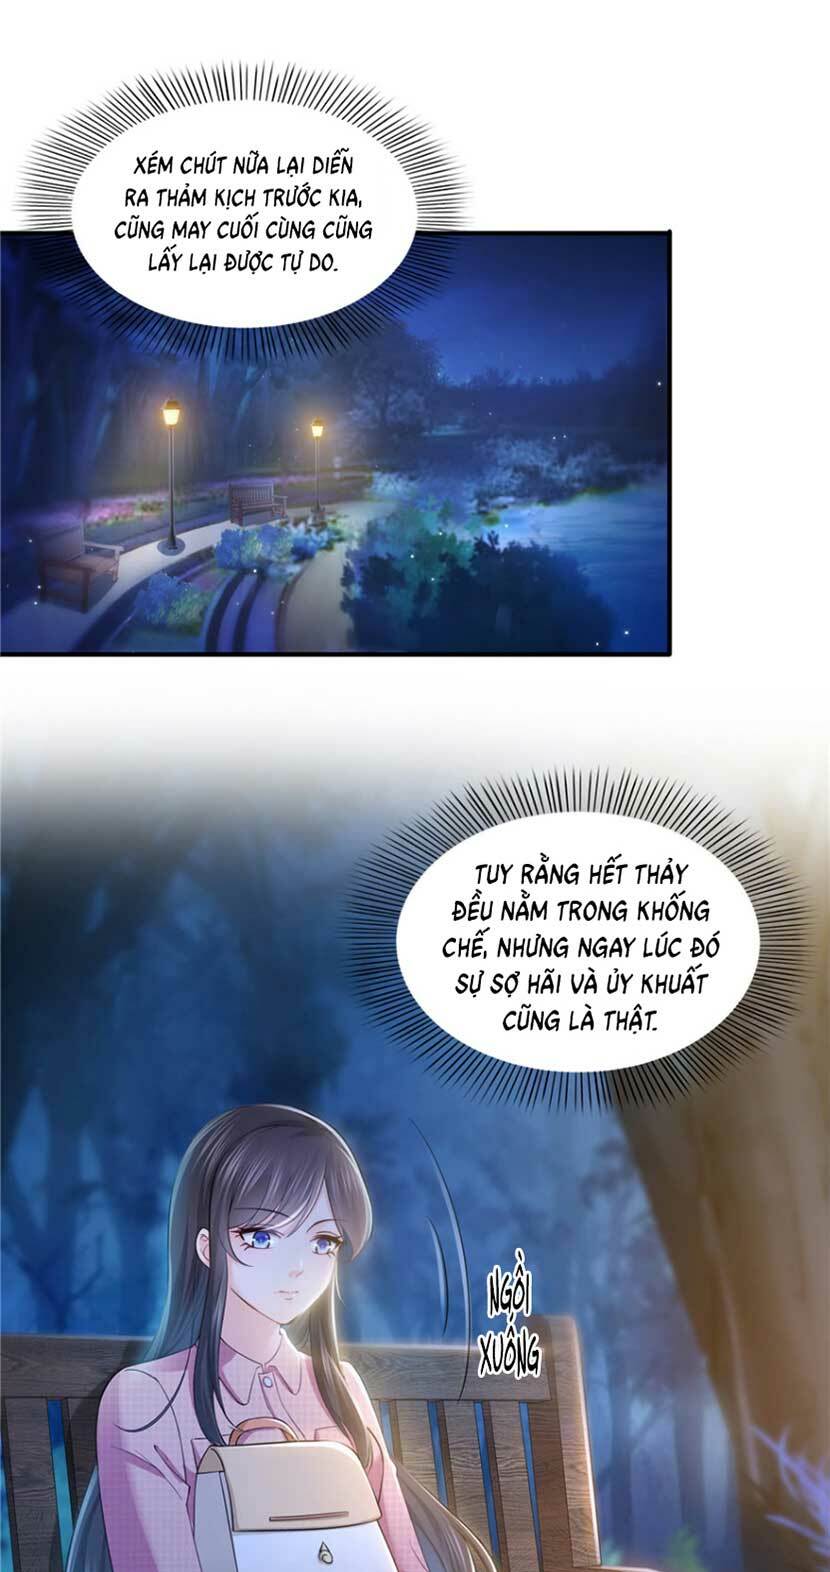 XÉM CHÚT NỮA LẠI DIỄN
RA THẢM KỊCH TRƯỚC KIA,
CŨNG MAY CUỐI CÙNG CŨNG
LẤY LẠI ĐƯỢC TỰ DO.
TUY RẰNG HẾT THẢY
ĐỀU NẰM TRONG KHỐNG
CHẾ, NHƯNG NGAY LÚC ĐÓ
SỰ SỢ HÃI VÀ ỦY KHUẤT
CŨNG LÀ THẬT.
NGỒI
XUỐNG